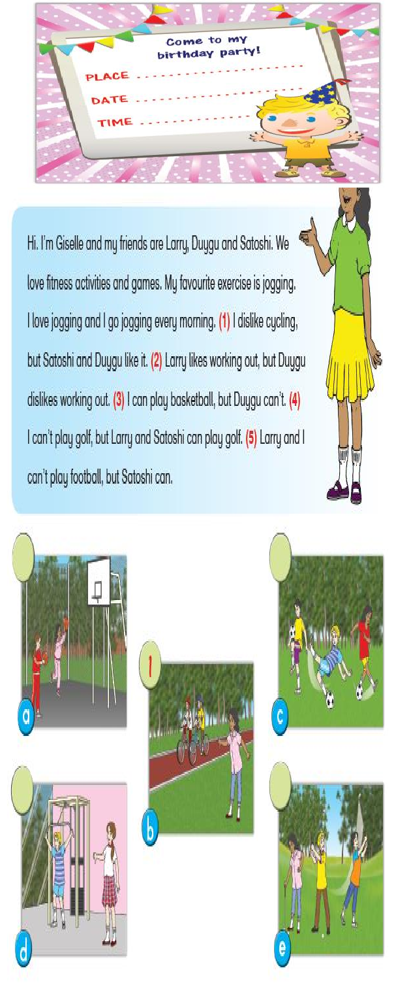 Come to my
birthday party!
PLACE ........................
DATE ........................
TIME ................
Hi. I'm Giselle and my friends are Larry, Duygu and Satoshi. We
love fitness activities and games. My favourite exercise is jogging.
I love jogging and I go jogging every morning. (1) I dislike cycling,
but Satoshi and Duygu like it. (2) Larry likes working out, but Duygu
dislikes working out. (3) I can play basketball, but Duygu can't. (4)
I can't play golf, but Larry and Satoshi can play golf. (5) Larry and I
can't play football, but Satoshi can.
a
c
1
b
d
e